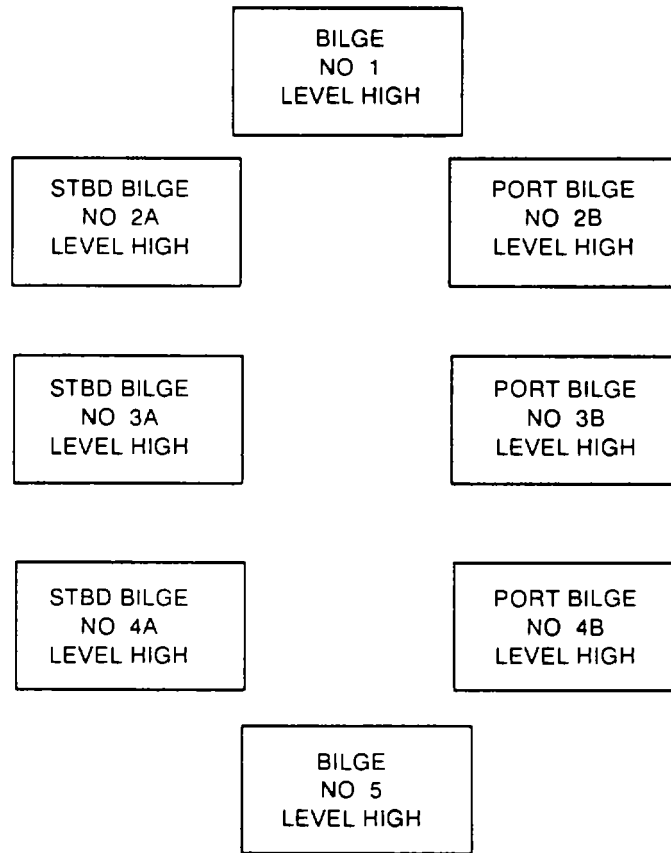 BILGE
NO 1
LEVEL HIGH
STBD BILGE
NO 2A
LEVEL HIGH
PORT BILGE
NO 2B
LEVEL HIGH
STBD BILGE
NO 3A
LEVEL HIGH
PORT BILGE
NO 3B
LEVEL HIGH
STBD BILGE
NO 4A
LEVEL HIGH
PORT BILGE
NO 4B
LEVEL HIGH
BILGE
NO 5
LEVEL HIGH